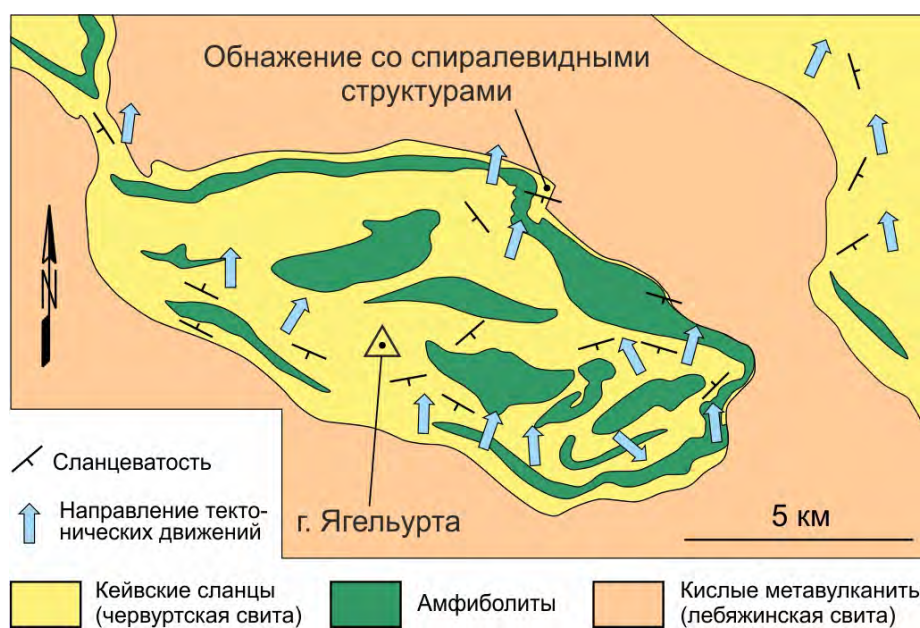 Обнажение со спиралевидными
структурами
N
г. Ягельурта
5 км
Сланцеватость
Направление текто-
нических движений
Кейвские сланцы
(червуртская свита)
Амфиболиты
Кислые метавулканиты
(лебяжинская свита)